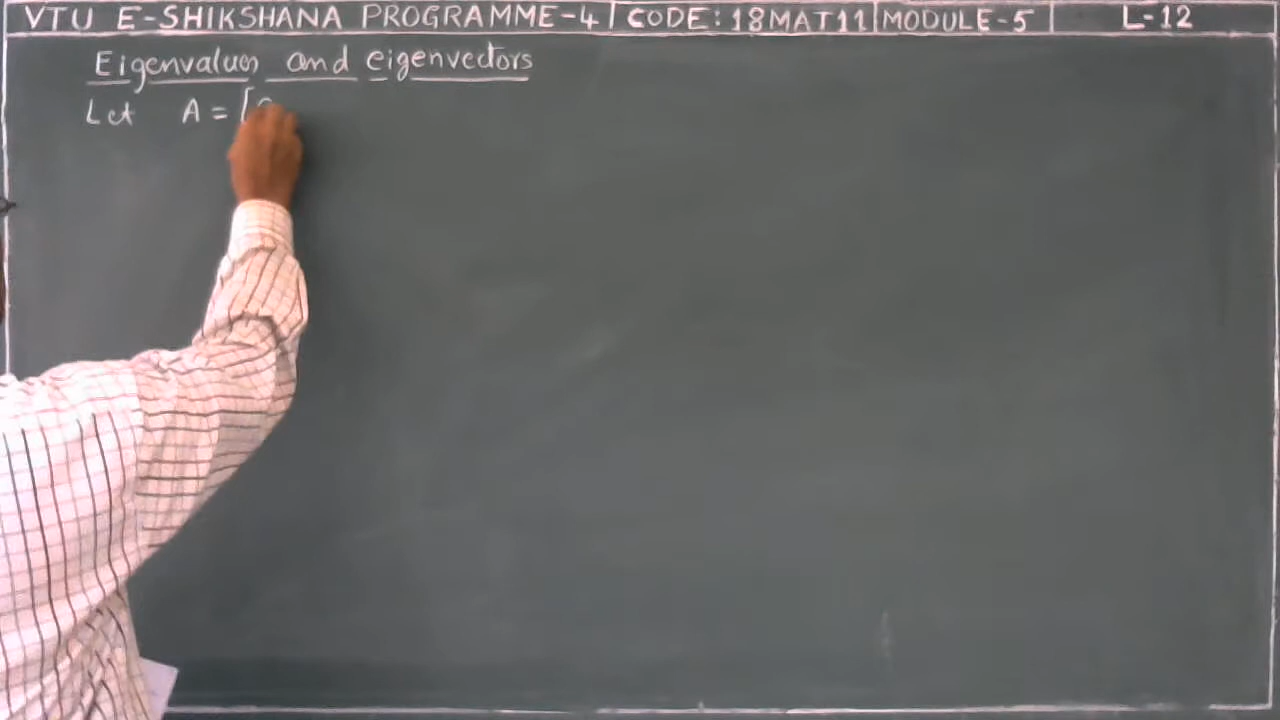 VTU E-SHIKSHANA PROGRAMME-4 CODE:18MAT11 MODULE-5 L-12
Eigenvalues and eigenvectors
Let A = [